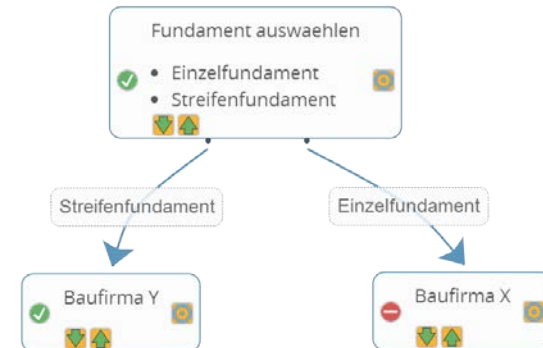 Fundament auswaehlen
• Einzelfundament
• Streifenfundament
Streifenfundament
Einzelfundament
Baufirma Y
Baufirma X